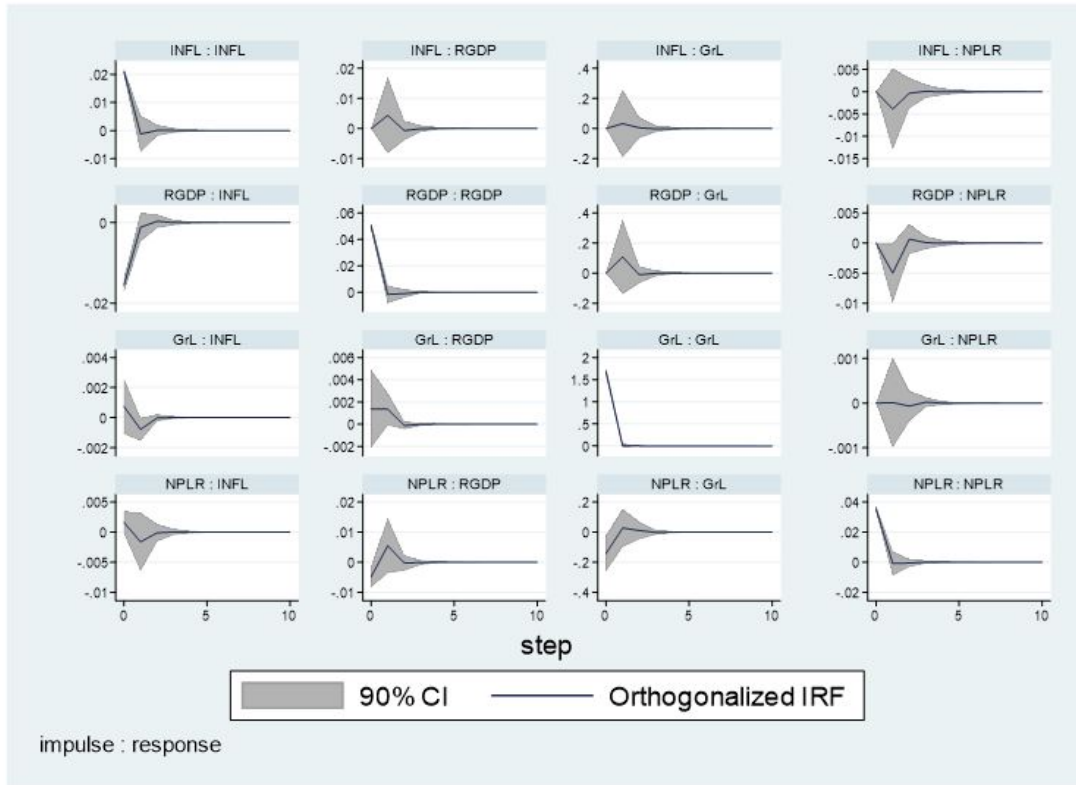 INFL : INFL
INFL : RGDP
INFL : GrL
INFL : NPLR
.02
.01
0
-.01
.02
.01
0
-.01
.4
.2
0
-.2
.005
0
-.005
-.01
-.015
RGDP : INFL
RGDP : RGDP
RGDP : GrL
RGDP : NPLR
0
-.02
.06
.04
.02
0
.4
.2
0
-.2
.005
0
-.005
-.01
GrL : INFL
GrL : RGDP
GrL : GrL
GrL : NPLR
.004
.002
0
-.002
.006
.004
.002
0
-.002
2
1.5
1
.5
0
.001
0
-.001
NPLR : INFL
NPLR : RGDP
NPLR : GrL
NPLR : NPLR
.005
0
-.005
-.01
.02
.01
0
-.01
.2
0
-.2
-.4
.04
.02
0
-.02
0 5 10
0 5 10
0 5 10
0 5 10
step
90% CI
Orthogonalized IRF
impulse : response